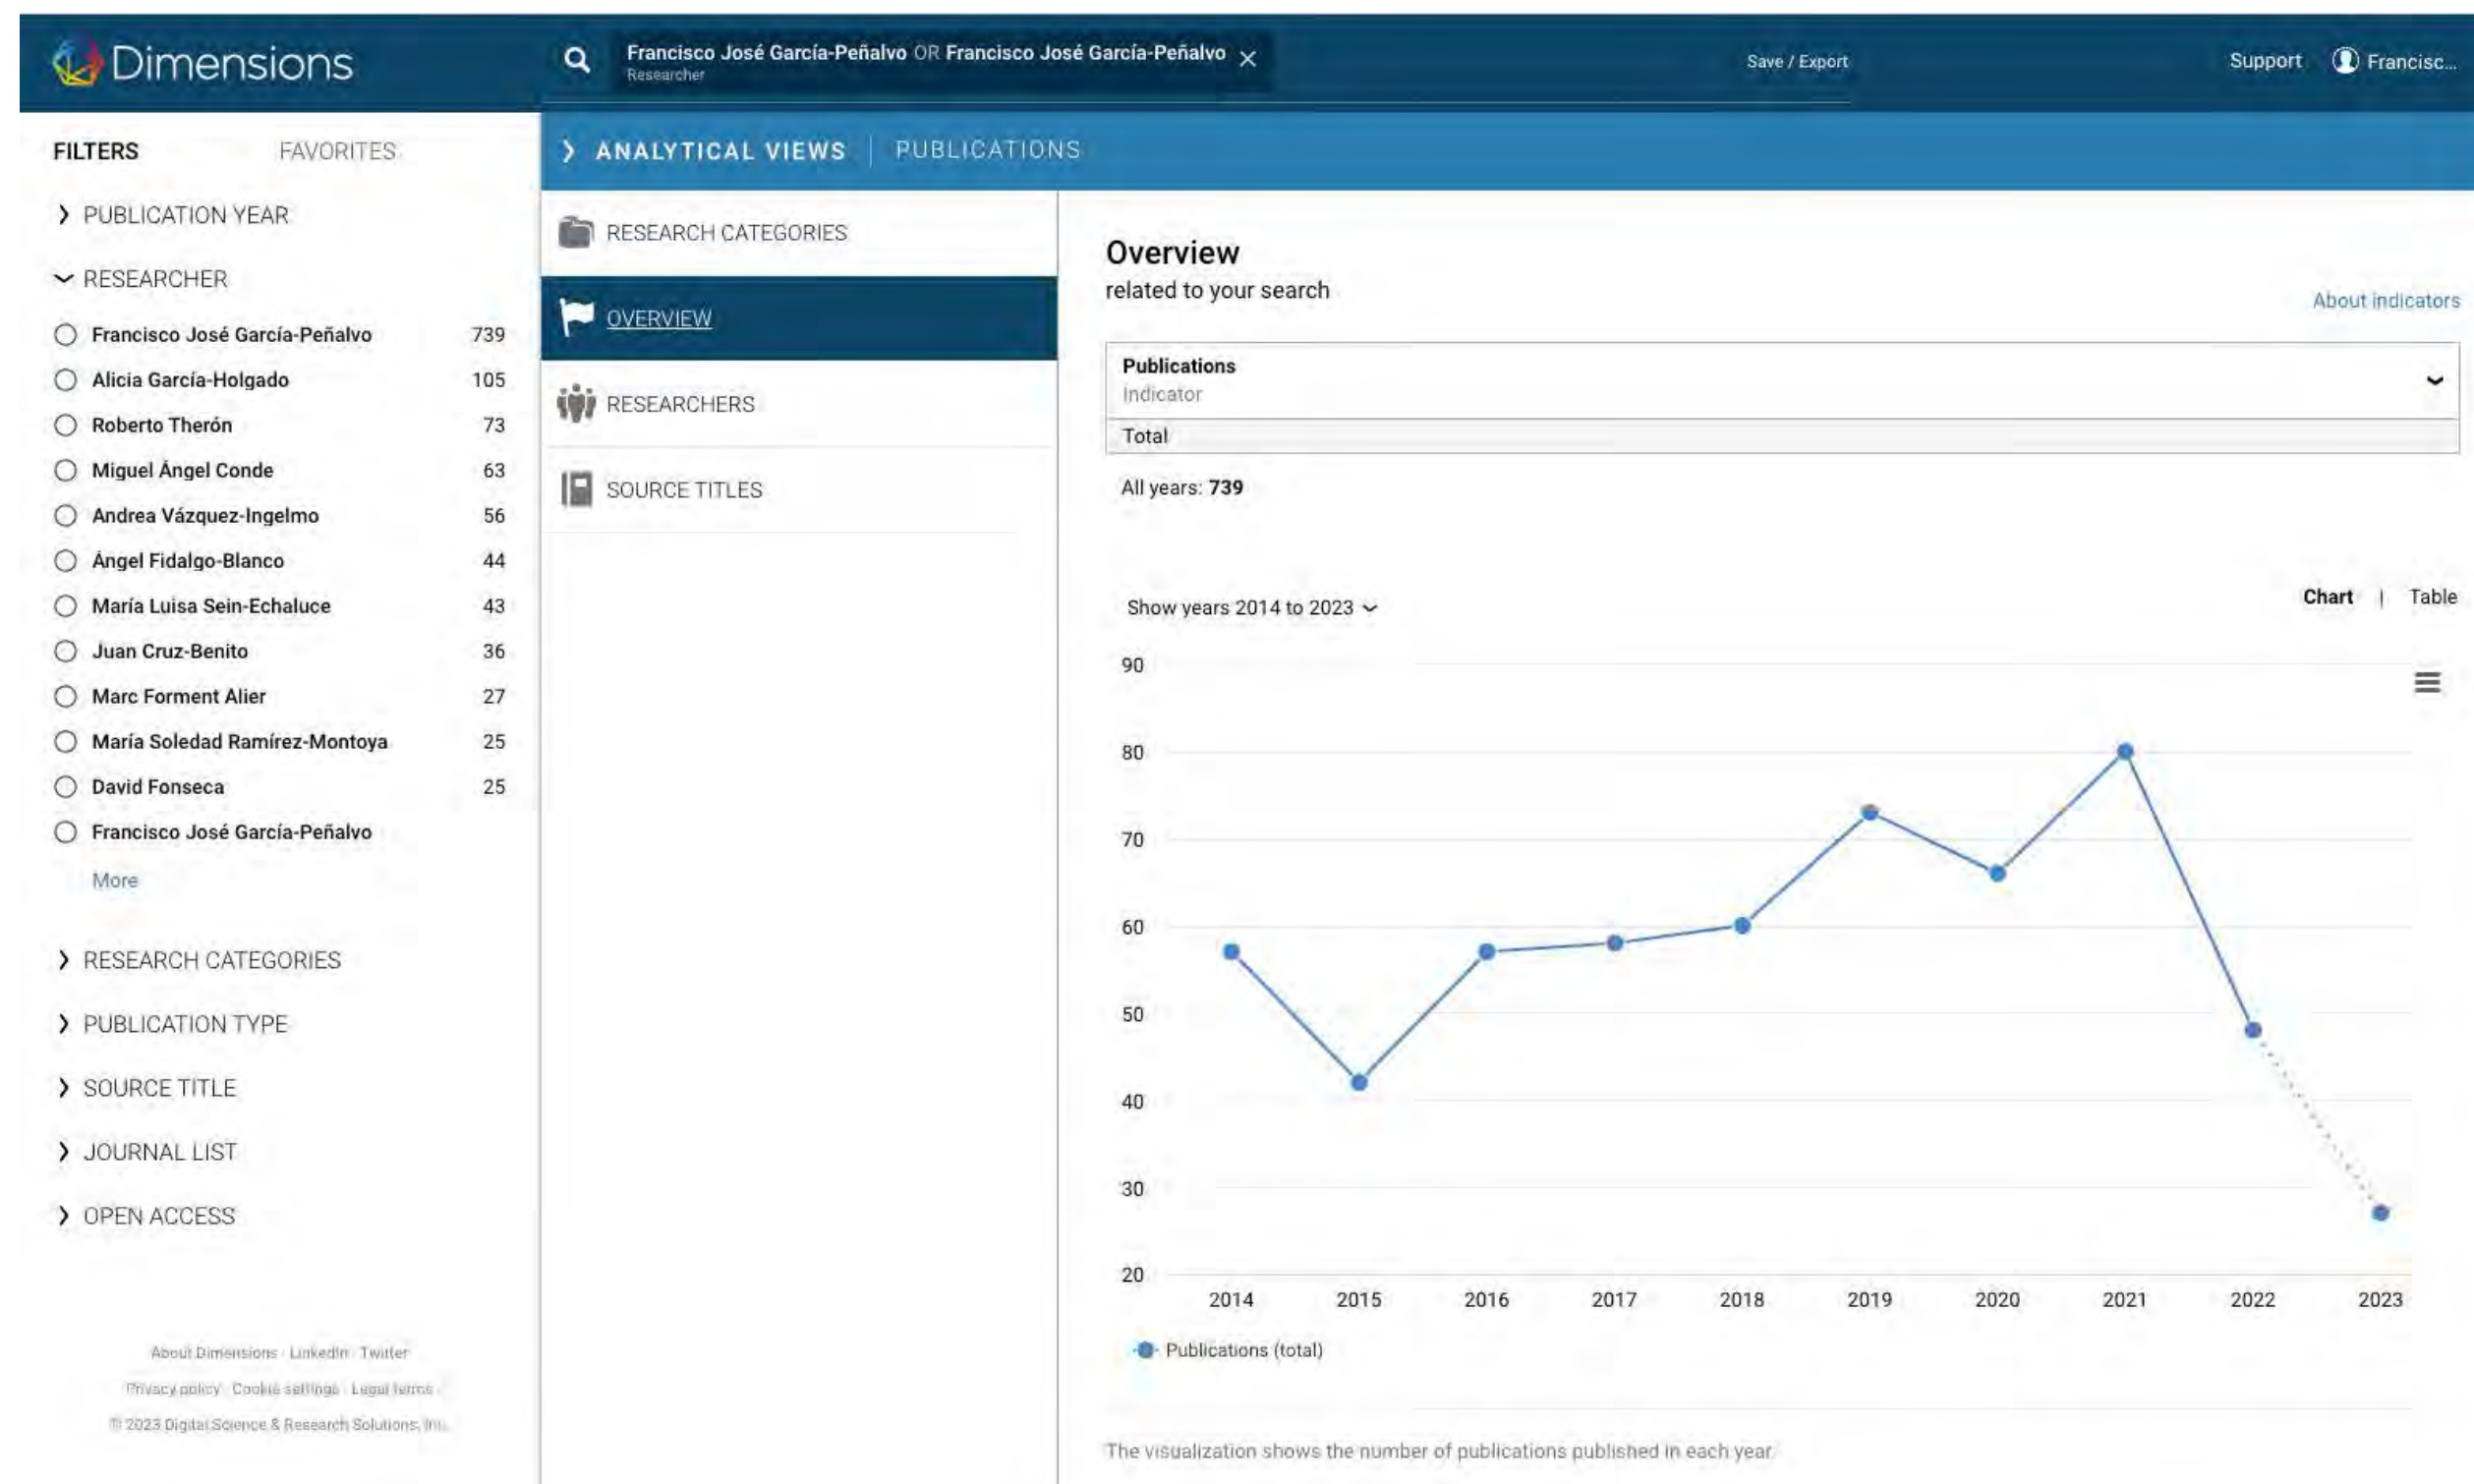 Dimensions
Francisco José García-Peñalvo OR Francisco José García-Peñalvo
Researcher
Save / Export
Support
Francisc...
FILTERS
FAVORITES
PUBLICATION YEAR
RESEARCHER
Francisco José García-Peñalvo 739
Alicia García-Holgado 105
Roberto Therón 73
Miguel Ángel Conde 63
Andrea Vázquez-Ingelmo 56
Ángel Fidalgo-Blanco 44
María Luisa Sein-Echaluce 43
Juan Cruz-Benito 36
Marc Forment Alier 27
María Soledad Ramírez-Montoya 25
David Fonseca 25
Francisco José García-Peñalvo
More
RESEARCH CATEGORIES
PUBLICATION TYPE
SOURCE TITLE
JOURNAL LIST
OPEN ACCESS
About Dimensions · LinkedIn · Twitter
Privacy policy · Cookie settings · Legal terms
© 2023 Digital Science & Research Solutions, Inc.
ANALYTICAL VIEWS | PUBLICATIONS
RESEARCH CATEGORIES
OVERVIEW
RESEARCHERS
SOURCE TITLES
Overview
related to your search
About indicators
Publications
Indicator
Total
All years: 739
Show years 2014 to 2023
Chart | Table
90
80
70
60
50
40
30
20
2014 2015 2016 2017 2018 2019 2020 2021 2022 2023
Publications (total)
The visualization shows the number of publications published in each year.